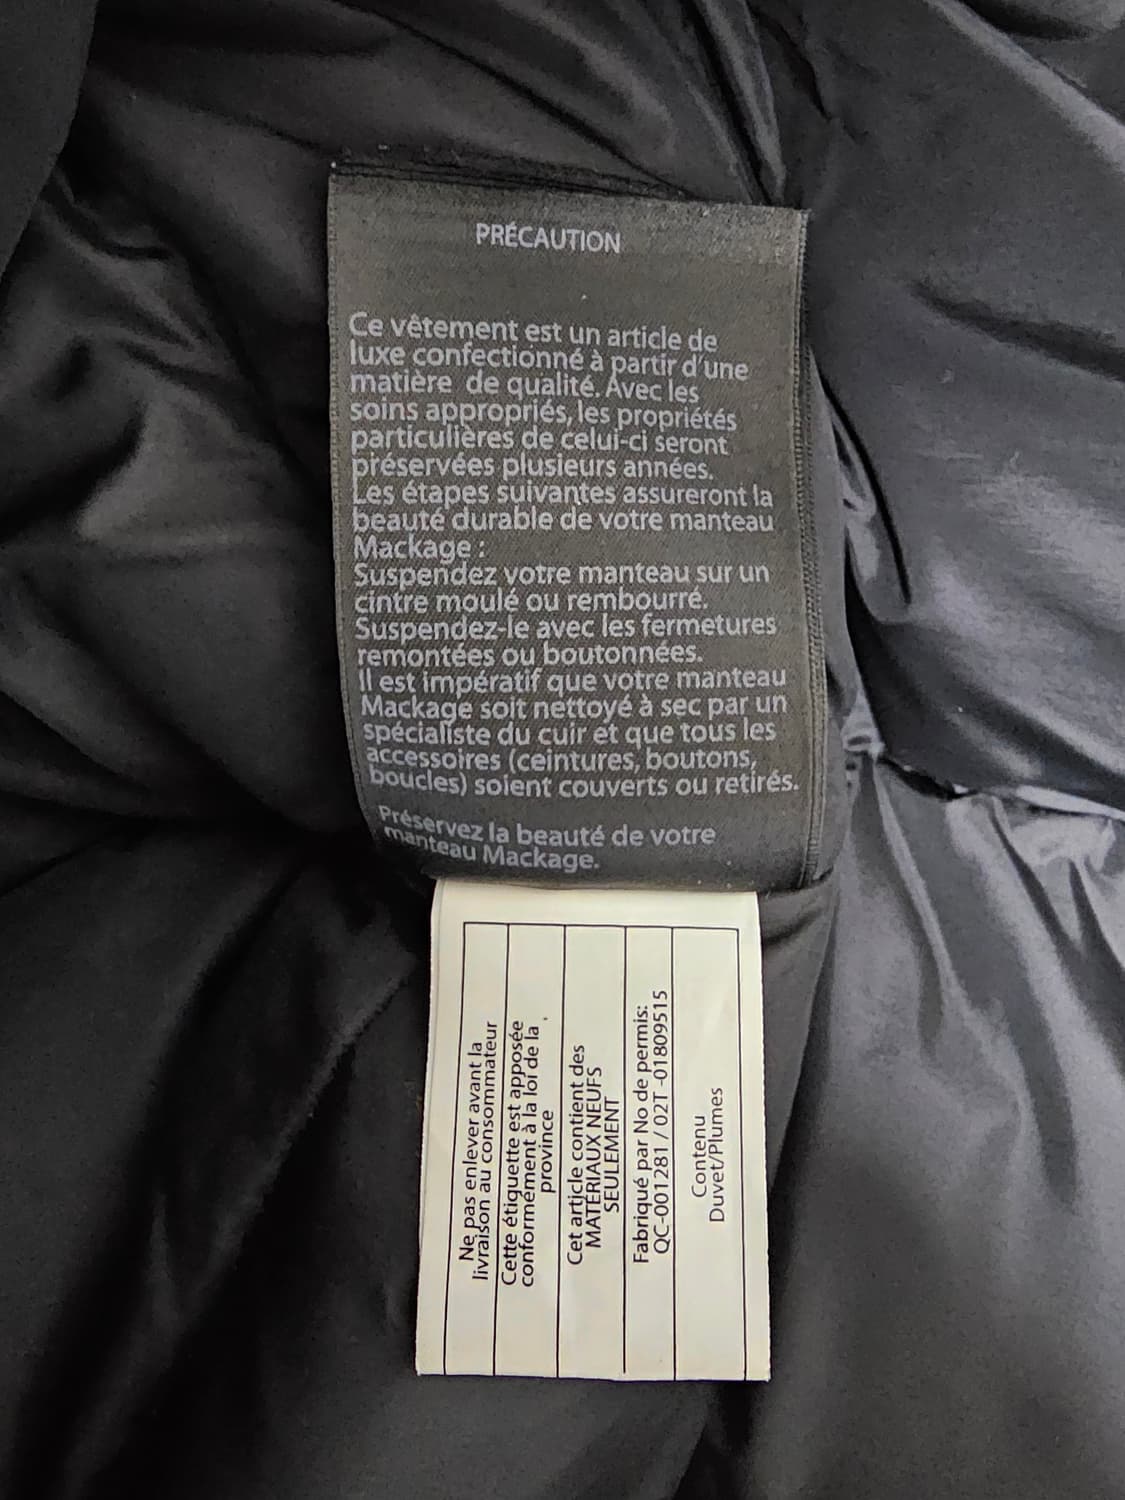 PRÉCAUTION
Ce vêtement est un article de
luxe confectionné à partir d'une
matière de qualité. Avec les
soins appropriés, les propriétés
particulières de celui-ci seront
préservées plusieurs années.
Les étapes suivantes assureront la
beauté durable de votre manteau
Mackage :
Suspendez votre manteau sur un
cintre moulé ou rembourré.
Suspendez-le avec les fermetures
remontées ou boutonnées.
Il est impératif que votre manteau
Mackage soit nettoyé à sec par un
spécialiste du cuir et que tous les
accessoires (ceintures, boutons,
boucles) soient couverts ou retirés.
Préservez la beauté de votre
manteau Mackage.
Ne pas enlever avant la
livraison au consommateur
Cette étiquette est apposée
conformément à la loi de la
province
Cet article contient des
MATÉRIAUX NEUFS
SEULEMENT
Fabriqué par No de permis:
QC-001281 / 02T -01809515
Contenu
Duvet/Plumes